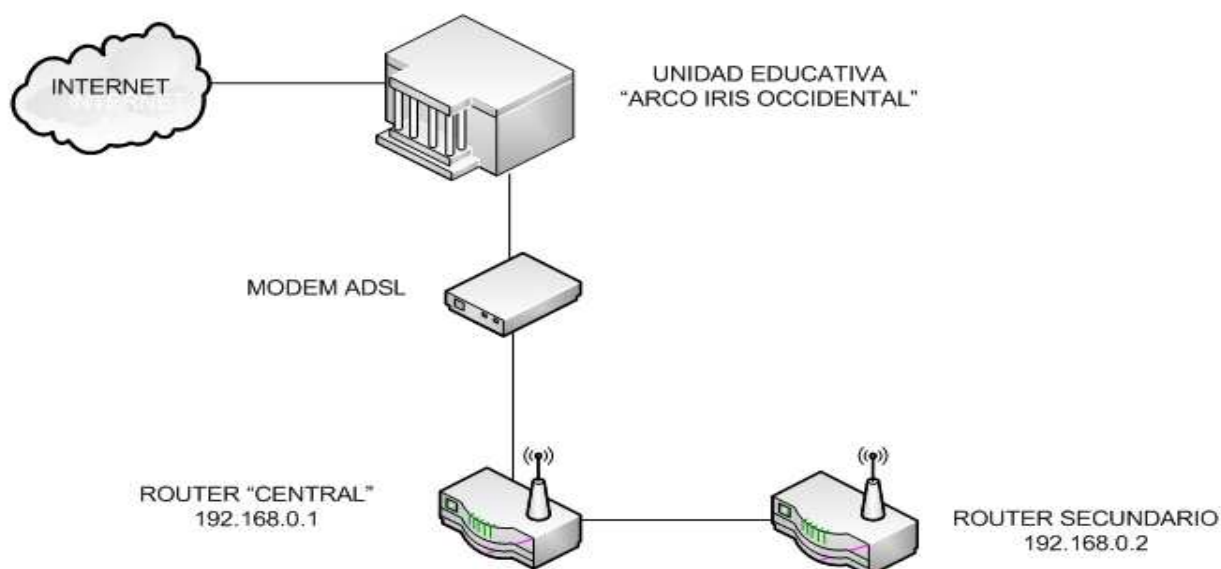 INTERNET
UNIDAD EDUCATIVA
“ARCO IRIS OCCIDENTAL”
MODEM ADSL
ROUTER “CENTRAL”
192.168.0.1
ROUTER SECUNDARIO
192.168.0.2